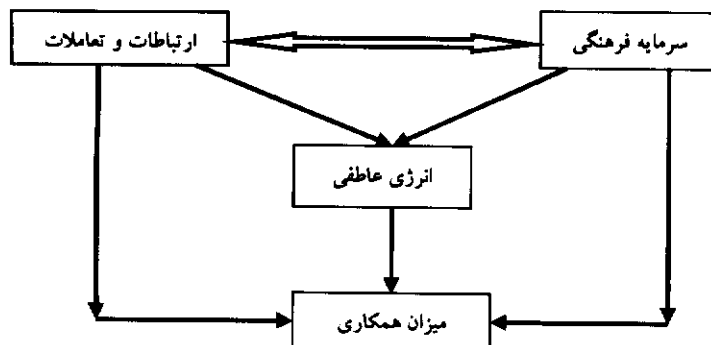 سرمایه فرهنگی
ارتباطات و تعاملات
انرژی عاطفی
میزان همکاری